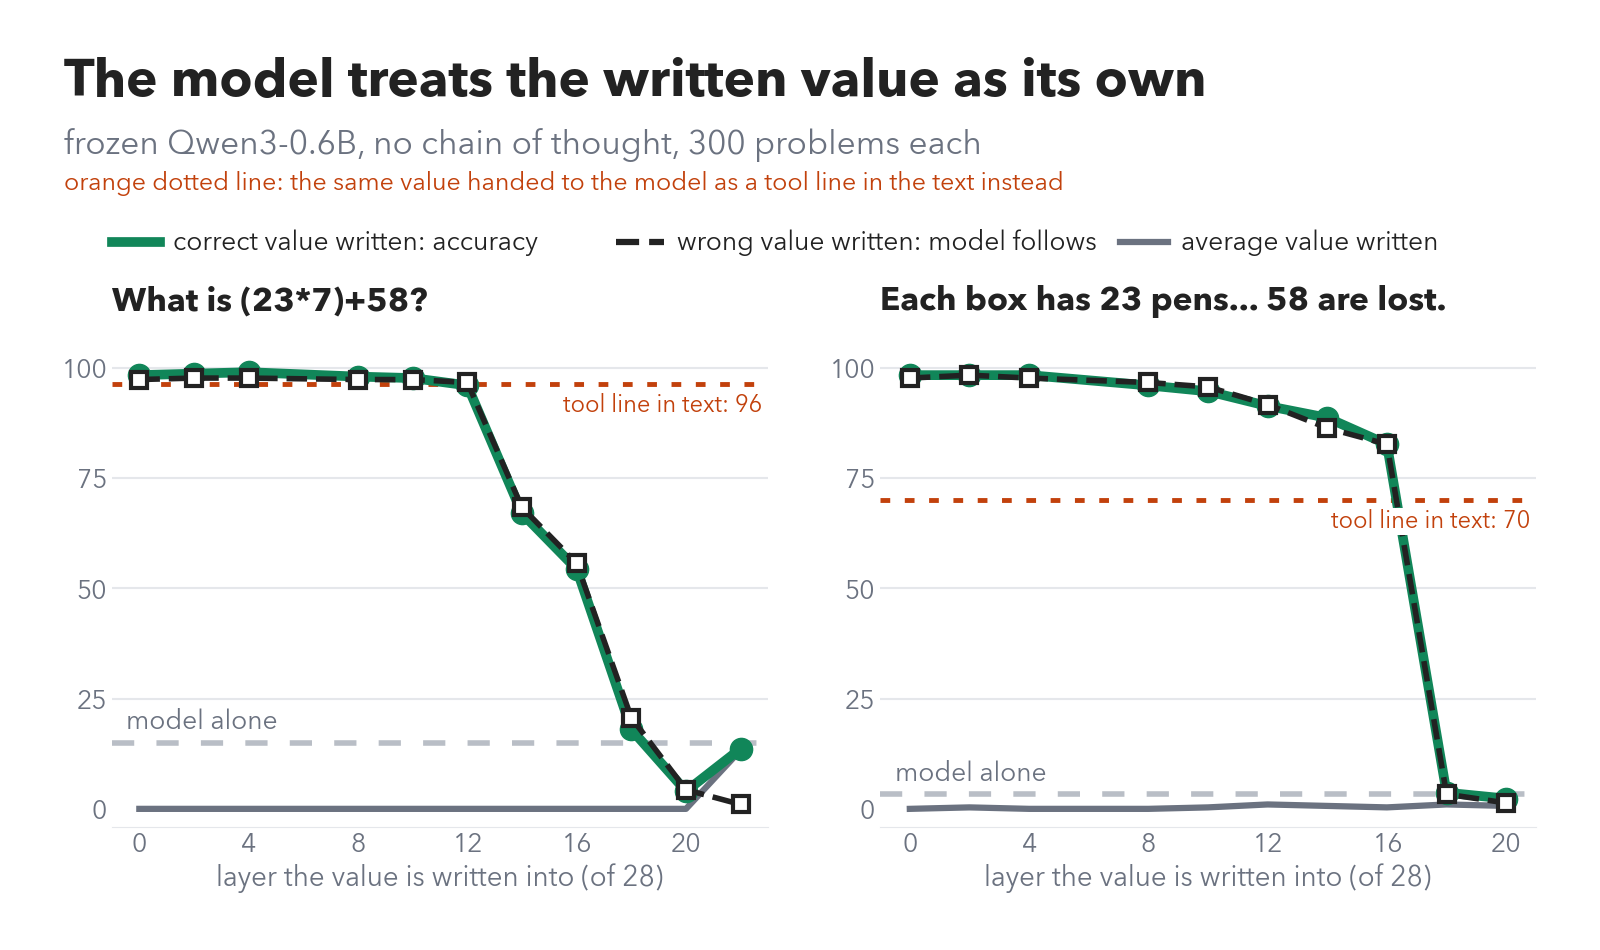 The model treats the written value as its own
frozen Qwen3-0.6B, no chain of thought, 300 problems each
orange dotted line: the same value handed to the model as a tool line in the text instead
correct value written: accuracy
wrong value written: model follows
average value written
What is (23*7)+58?
100
75
50
25
0
tool line in text: 96
model alone
0 4 8 12 16 20
layer the value is written into (of 28)
Each box has 23 pens... 58 are lost.
100
75
50
25
0
tool line in text: 70
model alone
0 4 8 12 16 20
layer the value is written into (of 28)